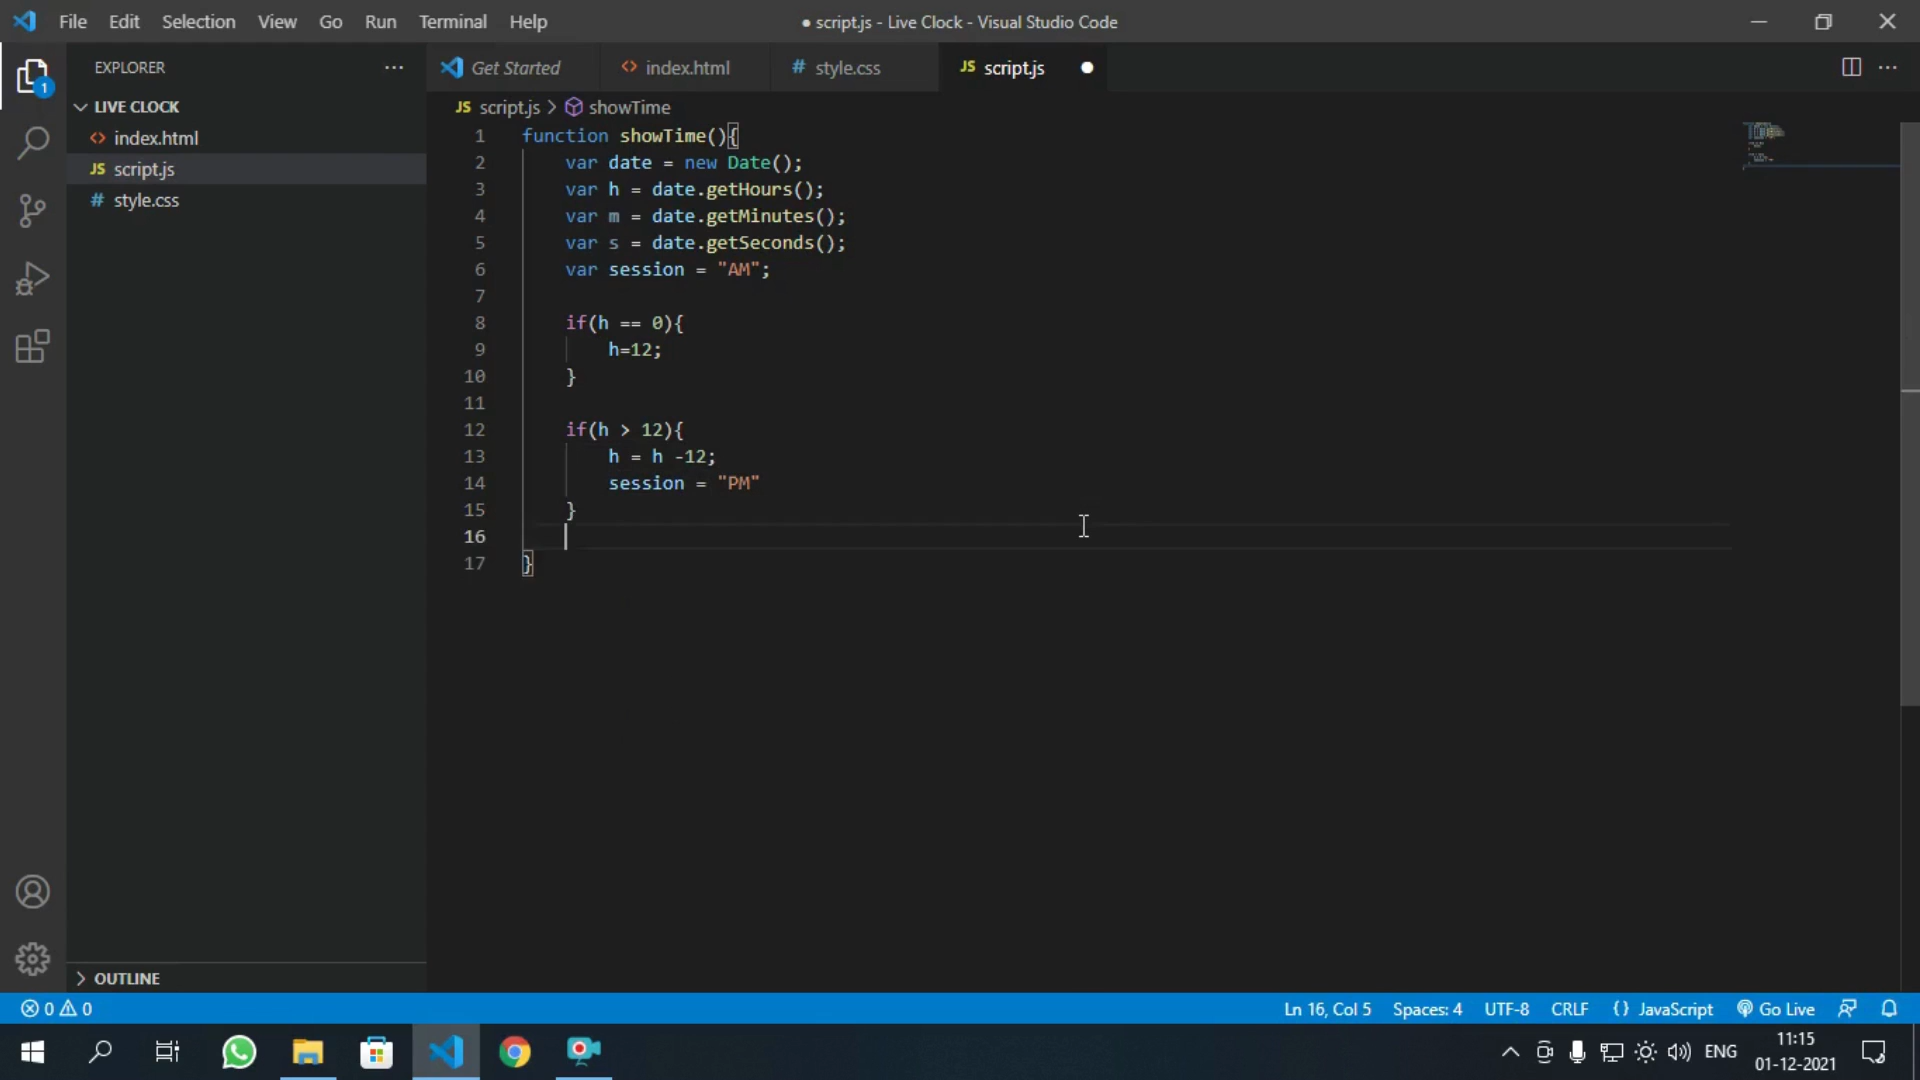 File Edit Selection View Go Run Terminal Help ● script.js - Live Clock - Visual Studio Code
EXPLORER ···
Get Started index.html # style.css JS script.js ●
1
LIVE CLOCK
JS script.js > showTime
index.html
JS script.js
# style.css
1 function showTime(){
2 var date = new Date();
3 var h = date.getHours();
4 var m = date.getMinutes();
5 var s = date.getSeconds();
6 var session = "AM";
7
8 if(h == 0){
9 h=12;
10 }
11
12 if(h > 12){
13 h = h -12;
14 session = "PM"
15 }
16
17 }
OUTLINE
0 0 Ln 16, Col 5 Spaces: 4 UTF-8 CRLF {} JavaScript Go Live
ENG 11:15
01-12-2021